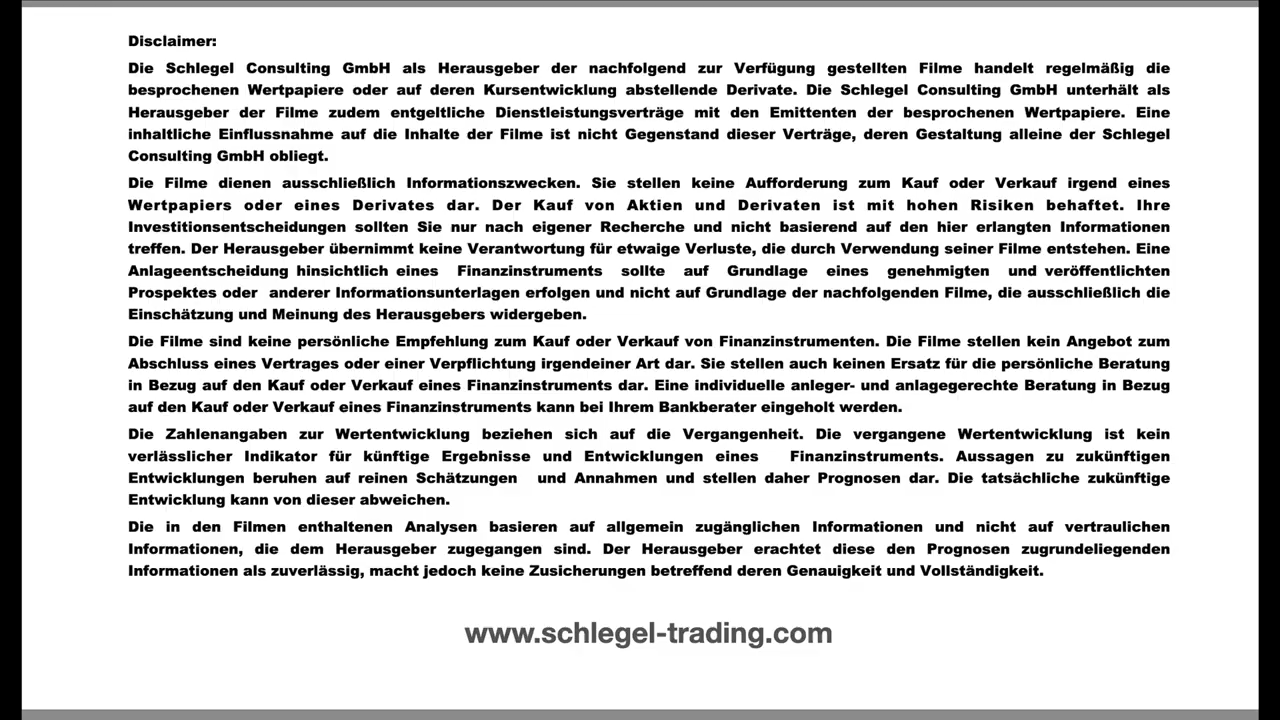 Disclaimer:
Die Schlegel Consulting GmbH als Herausgeber der nachfolgend zur Verfügung gestellten Filme handelt regelmäßig die
besprochenen Wertpapiere oder auf deren Kursentwicklung abstellende Derivate. Die Schlegel Consulting GmbH unterhält als
Herausgeber der Filme zudem entgeltliche Dienstleistungsverträge mit den Emittenten der besprochenen Wertpapiere. Eine
inhaltliche Einflussnahme auf die Inhalte der Filme ist nicht Gegenstand dieser Verträge, deren Gestaltung alleine der Schlegel
Consulting GmbH obliegt.
Die Filme dienen ausschließlich Informationszwecken. Sie stellen keine Aufforderung zum Kauf oder Verkauf irgend eines
Wertpapiers oder eines Derivates dar. Der Kauf von Aktien und Derivaten ist mit hohen Risiken behaftet. Ihre
Investitionsentscheidungen sollten Sie nur nach eigener Recherche und nicht basierend auf den hier erlangten Informationen
treffen. Der Herausgeber übernimmt keine Verantwortung für etwaige Verluste, die durch Verwendung seiner Filme entstehen. Eine
Anlageentscheidung hinsichtlich eines Finanzinstruments sollte auf Grundlage eines genehmigten und veröffentlichten
Prospektes oder anderer Informationsunterlagen erfolgen und nicht auf Grundlage der nachfolgenden Filme, die ausschließlich die
Einschätzung und Meinung des Herausgebers widergeben.
Die Filme sind keine persönliche Empfehlung zum Kauf oder Verkauf von Finanzinstrumenten. Die Filme stellen kein Angebot zum
Abschluss eines Vertrages oder einer Verpflichtung irgendeiner Art dar. Sie stellen auch keinen Ersatz für die persönliche Beratung
in Bezug auf den Kauf oder Verkauf eines Finanzinstruments dar. Eine individuelle anleger- und anlagegerechte Beratung in Bezug
auf den Kauf oder Verkauf eines Finanzinstruments kann bei Ihrem Bankberater eingeholt werden.
Die Zahlenangaben zur Wertentwicklung beziehen sich auf die Vergangenheit. Die vergangene Wertentwicklung ist kein
verlässlicher Indikator für künftige Ergebnisse und Entwicklungen eines Finanzinstruments. Aussagen zu zukünftigen
Entwicklungen beruhen auf reinen Schätzungen und Annahmen und stellen daher Prognosen dar. Die tatsächliche zukünftige
Entwicklung kann von dieser abweichen.
Die in den Filmen enthaltenen Analysen basieren auf allgemein zugänglichen Informationen und nicht auf vertraulichen
Informationen, die dem Herausgeber zugegangen sind. Der Herausgeber erachtet diese den Prognosen zugrundeliegenden
Informationen als zuverlässig, macht jedoch keine Zusicherungen betreffend deren Genauigkeit und Vollständigkeit.
www.schlegel-trading.com